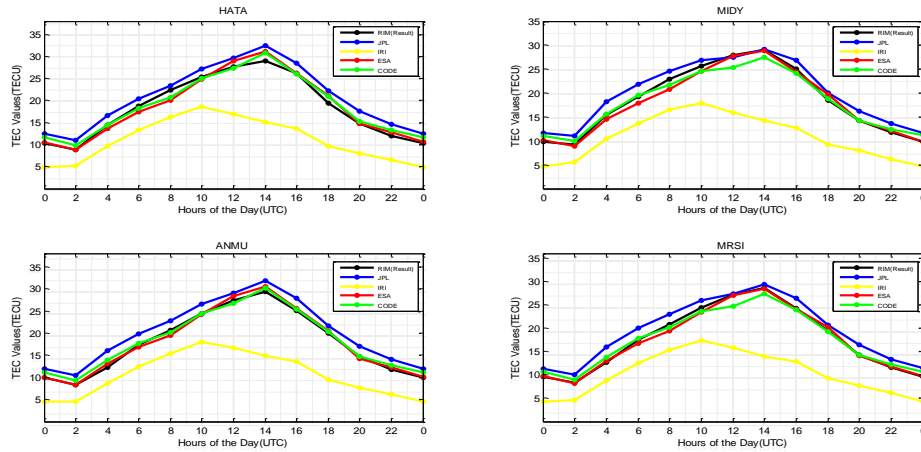 HATA
35
30
25
20
15
10
5
TEC Values(TECU)
0 2 4 6 8 10 12 14 16 18 20 22 0
Hours of the Day(UTC)
RIM(Result)
JPL
IRI
ESA
CODE
MIDY
35
30
25
20
15
10
5
TEC Values(TECU)
0 2 4 6 8 10 12 14 16 18 20 22 0
Hours of the Day(UTC)
RIM(Result)
JPL
IRI
ESA
CODE
ANMU
35
30
25
20
15
10
5
TEC Values(TECU)
0 2 4 6 8 10 12 14 16 18 20 22 0
Hours of the Day(UTC)
RIM(Result)
JPL
IRI
ESA
CODE
MRSI
35
30
25
20
15
10
5
TEC Values(TECU)
0 2 4 6 8 10 12 14 16 18 20 22 0
Hours of the Day(UTC)
RIM(Result)
JPL
IRI
ESA
CODE